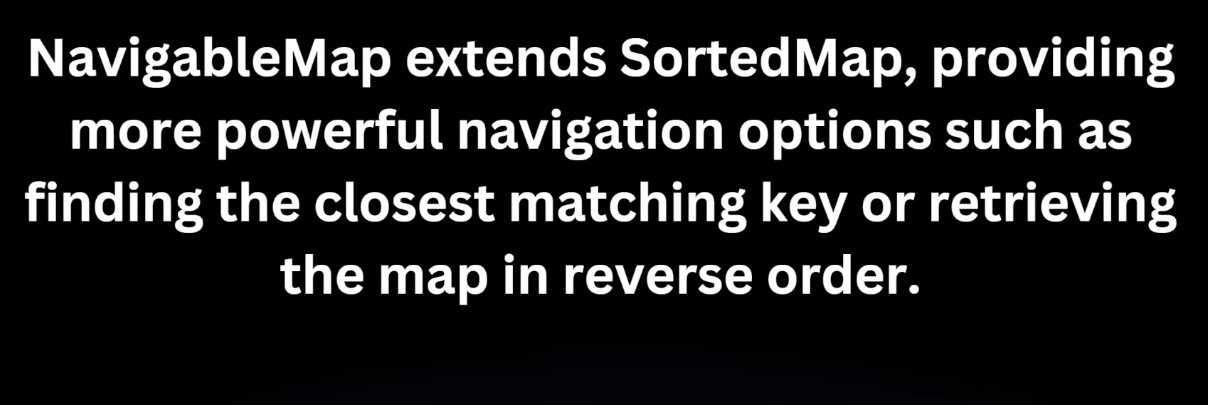 NavigableMap extends SortedMap, providing
more powerful navigation options such as
finding the closest matching key or retrieving
the map in reverse order.